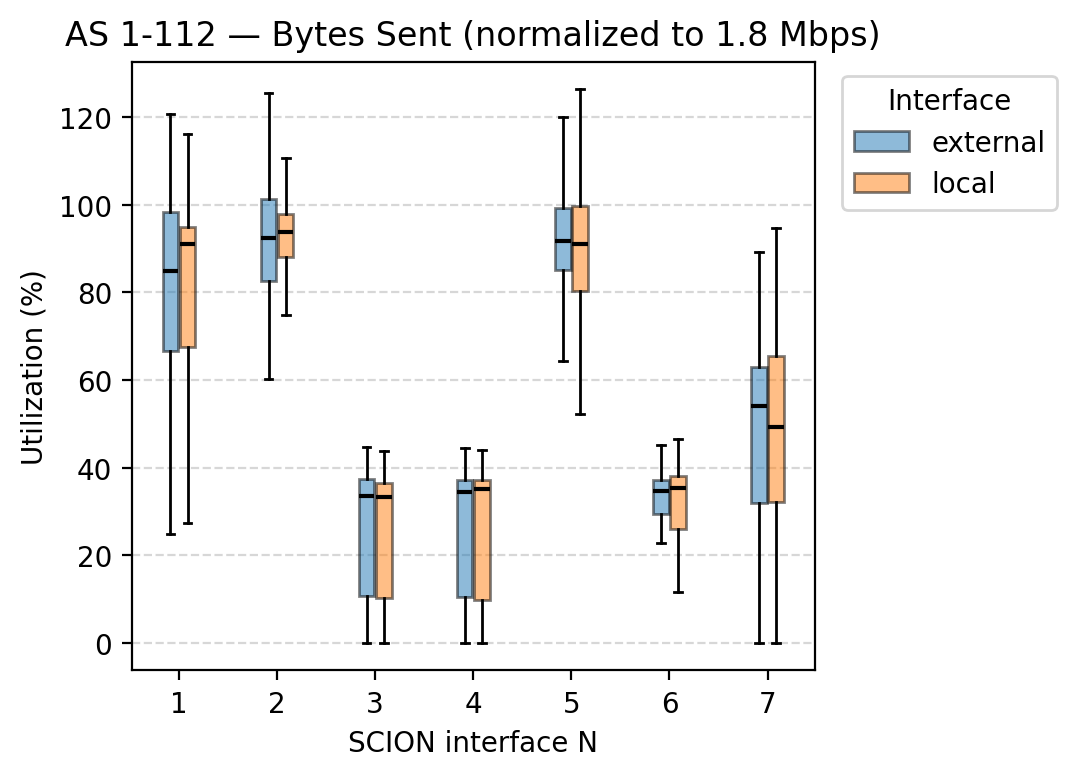 AS 1-112 — Bytes Sent (normalized to 1.8 Mbps)
Interface
external
local
Utilization (%)
120
100
80
60
40
20
0
1 2 3 4 5 6 7
SCION interface N